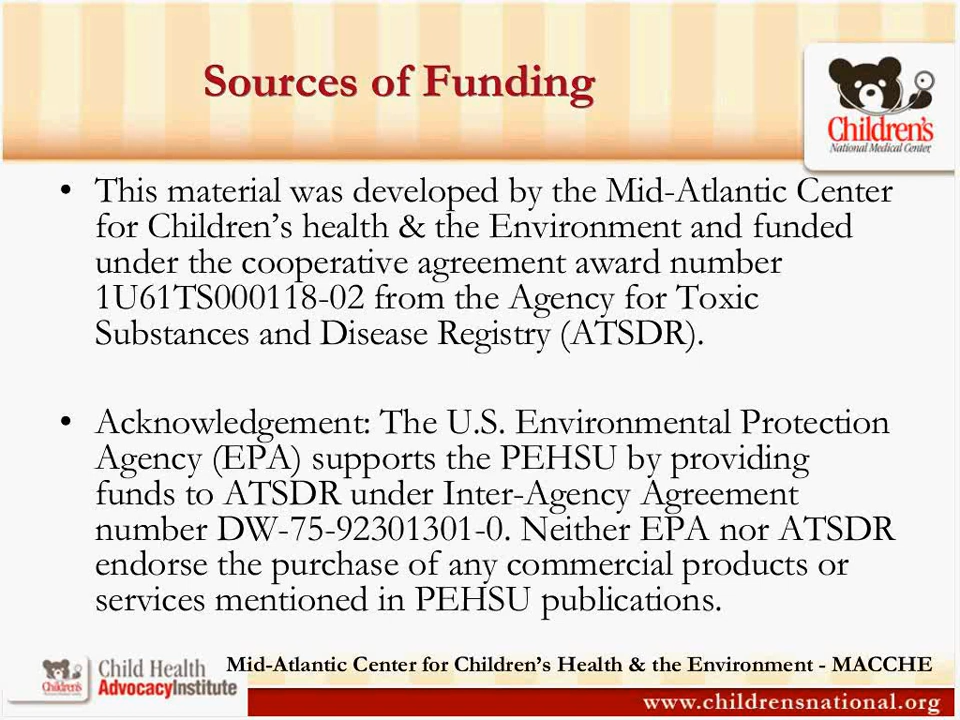 Sources of Funding
Children's
National Medical Center
• This material was developed by the Mid-Atlantic Center
for Children's health & the Environment and funded
under the cooperative agreement award number
1U61TS000118-02 from the Agency for Toxic
Substances and Disease Registry (ATSDR).
• Acknowledgement: The U.S. Environmental Protection
Agency (EPA) supports the PEHSU by providing
funds to ATSDR under Inter-Agency Agreement
number DW-75-92301301-0. Neither EPA nor ATSDR
endorse the purchase of any commercial products or
services mentioned in PEHSU publications.
Mid-Atlantic Center for Children's Health & the Environment - MACCHE
Children's
Child Health
AdvocacyInstitute
www.childrensnational.org